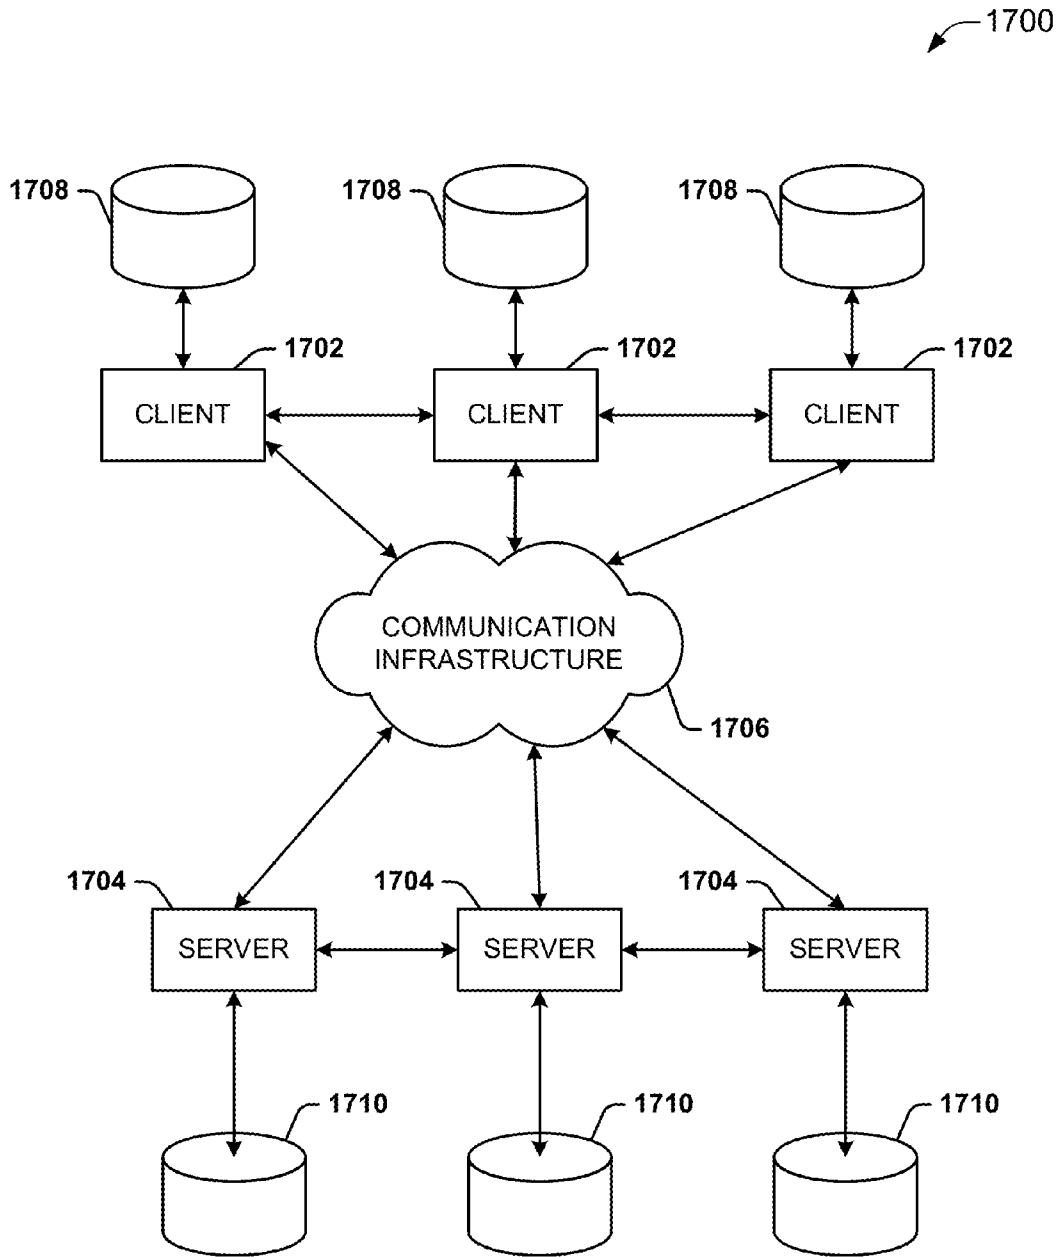 1700
1708
1708
1708
1702
1702
1702
CLIENT
CLIENT
CLIENT
COMMUNICATION
INFRASTRUCTURE
1706
1704
1704
1704
SERVER
SERVER
SERVER
1710
1710
1710